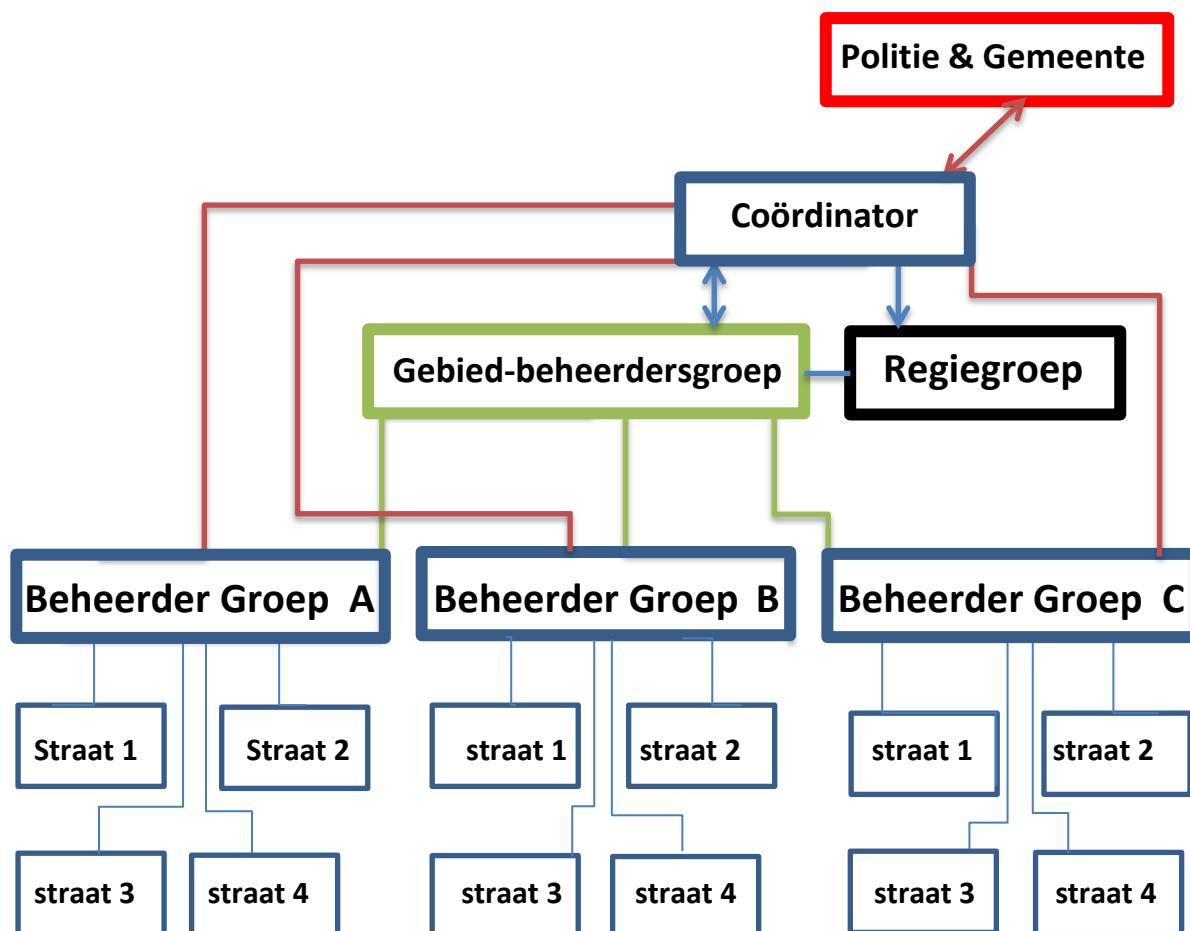 Politie & Gemeente
Coördinator
Gebied-beheerdersgroep
Regiegroep
Beheerder Groep A
Beheerder Groep B
Beheerder Groep C
Straat 1
Straat 2
straat 1
straat 2
straat 1
straat 2
straat 3
straat 4
straat 3
straat 4
straat 3
straat 4